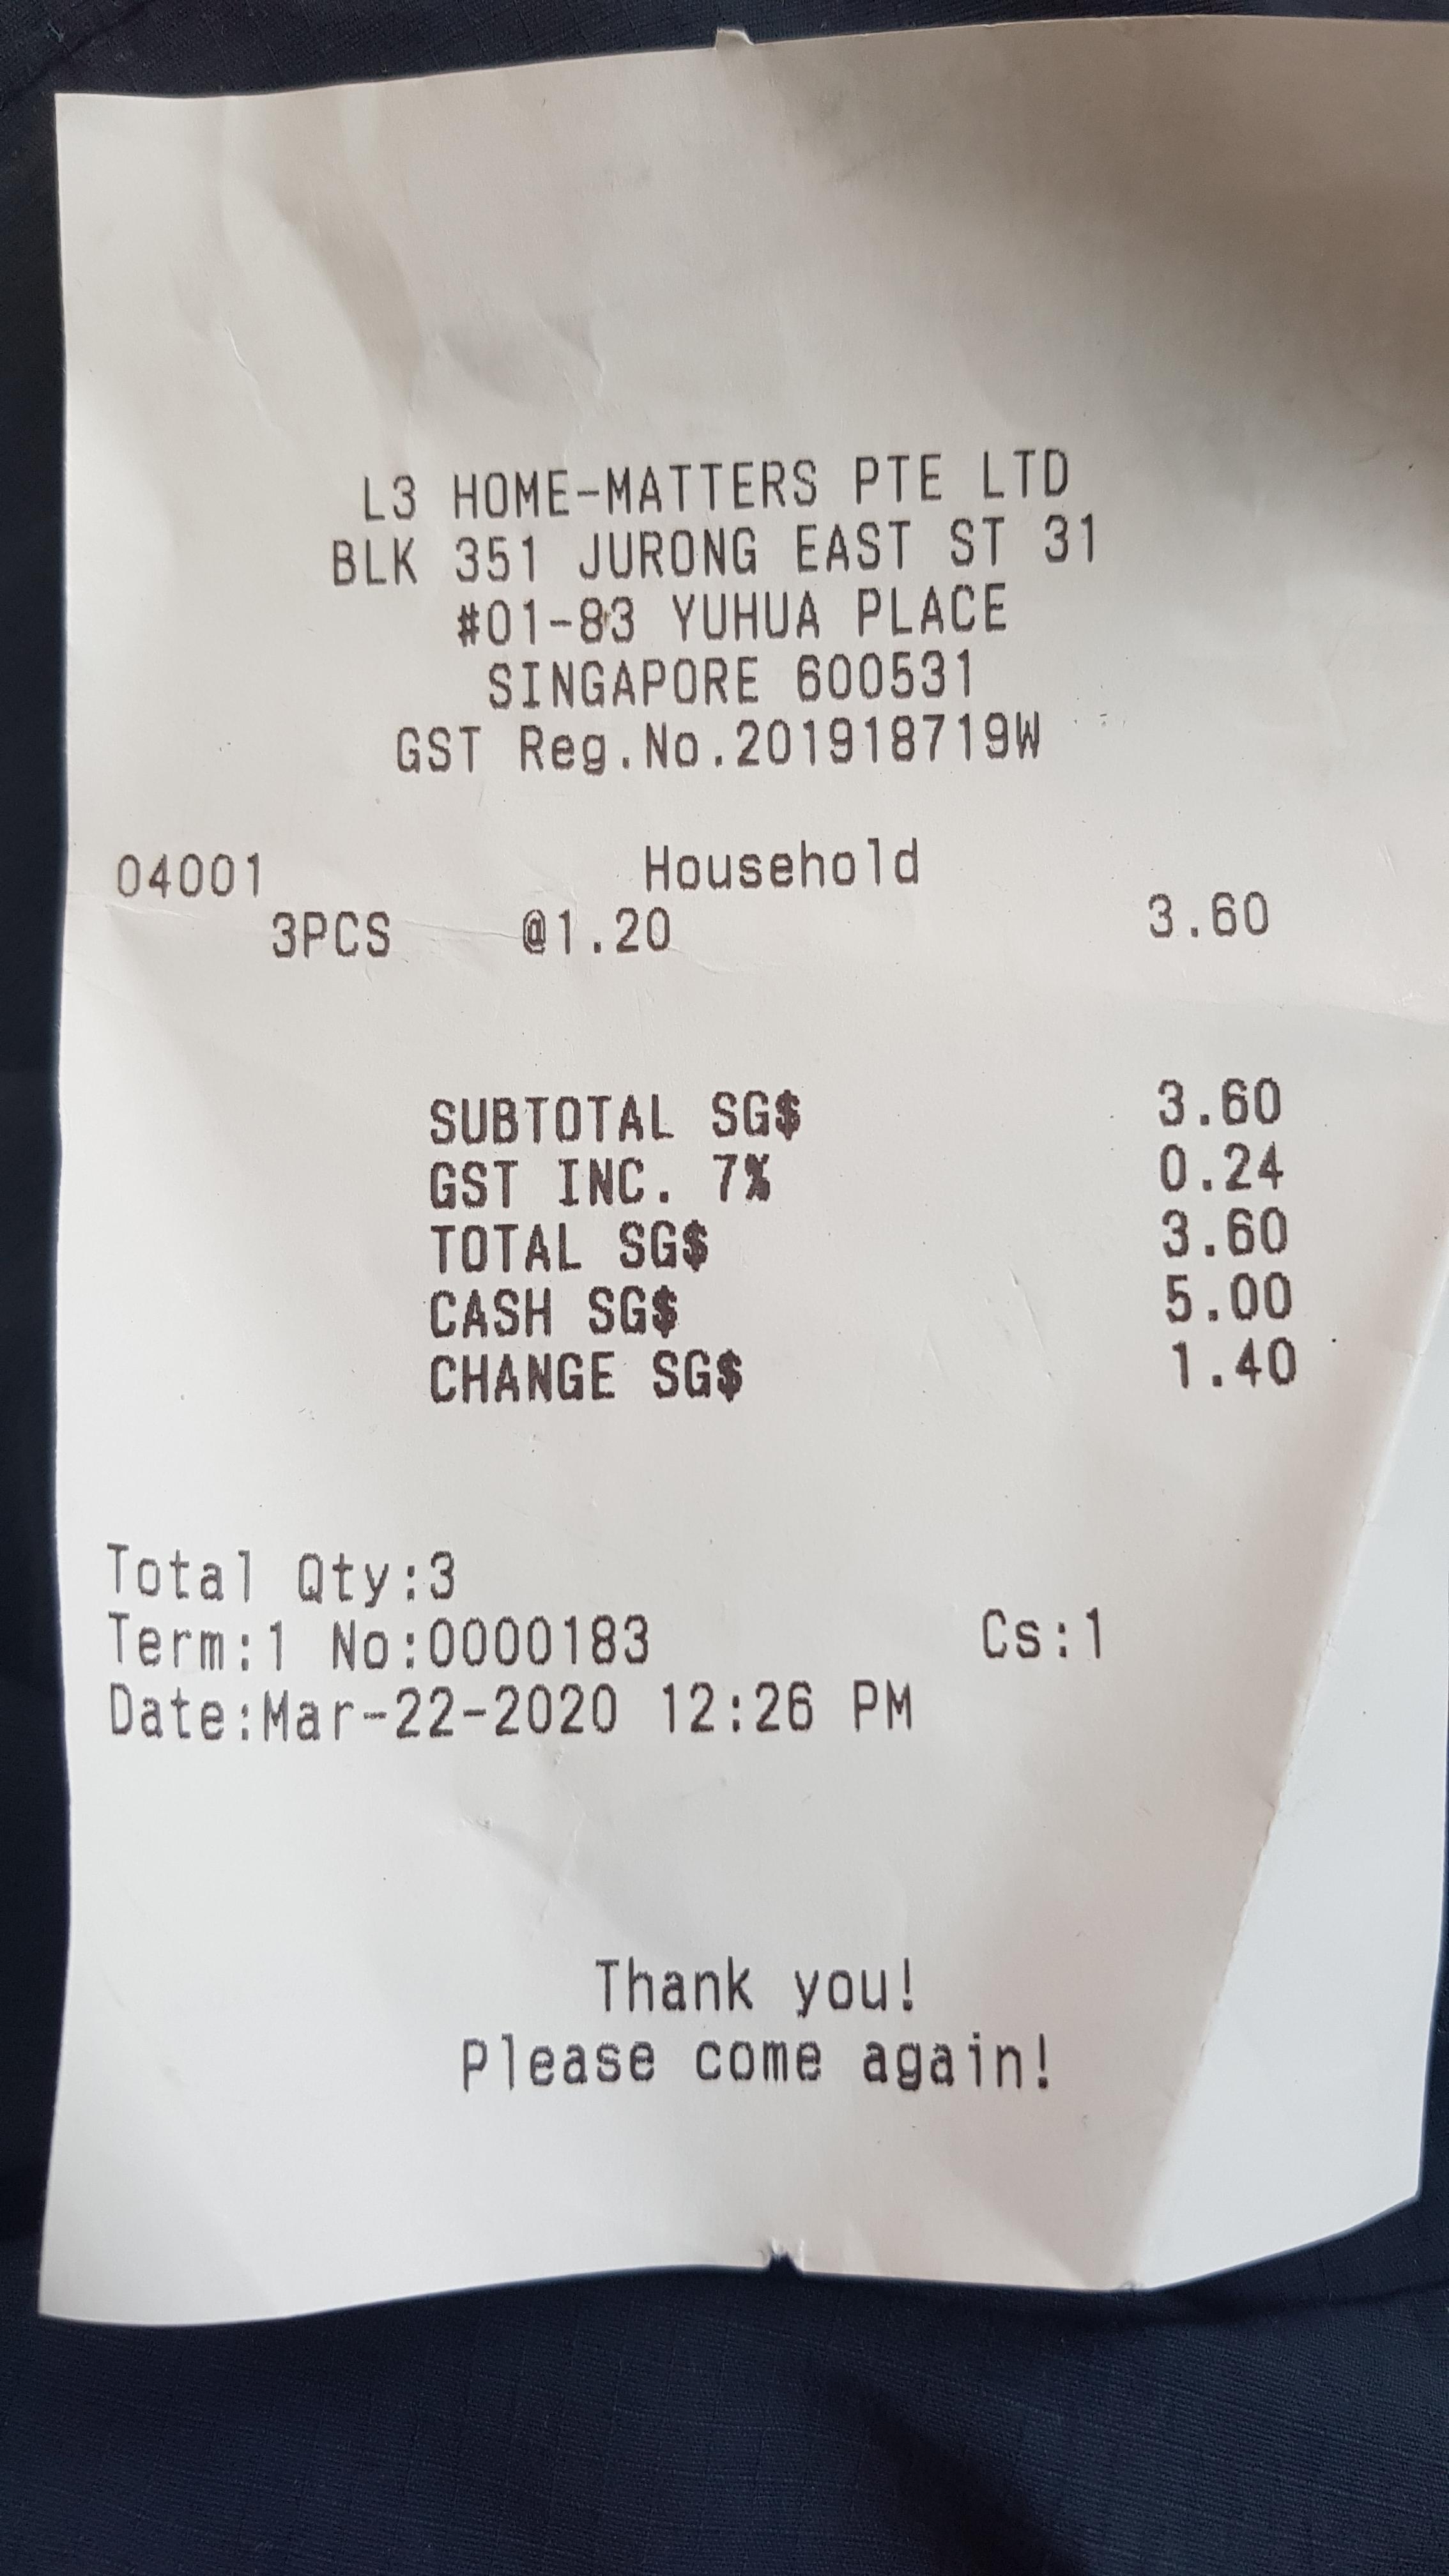 L3 HOME-MATTERS PTE LTD
BLK 351 JURONG EAST ST 31
#01-83 YUHUA PLACE
SINGAPORE 600531
GST Reg.No.201918719W
04001 Household
3PCS @1.20 3.60
SUBTOTAL SG$ 3.60
GST INC. 7% 0.24
TOTAL SG$ 3.60
CASH SG$ 5.00
CHANGE SG$ 1.40
Total Qty:3
Term:1 No:0000183 Cs:1
Date:Mar-22-2020 12:26 PM
Thank you!
Please come again!